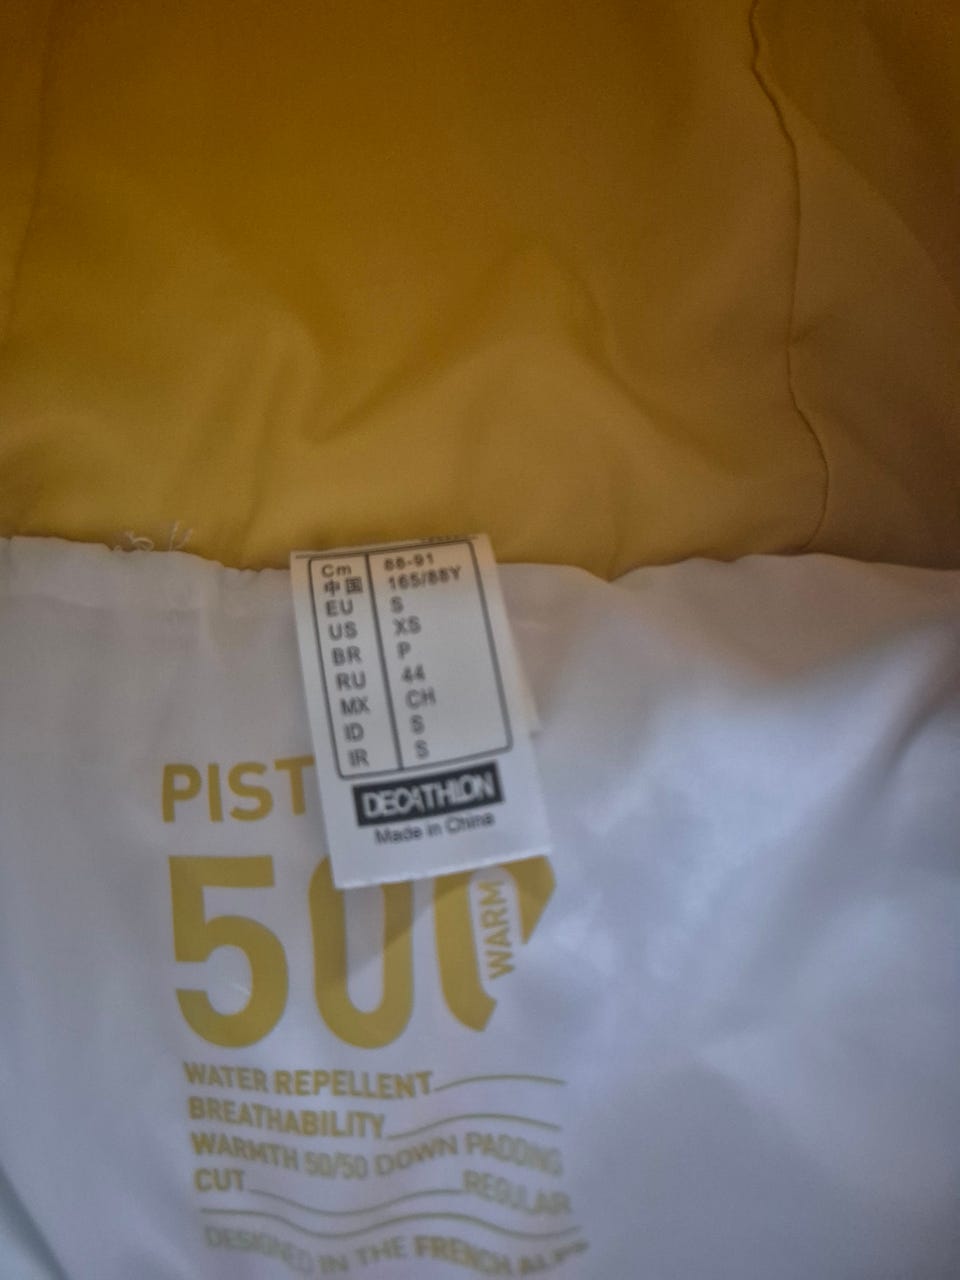 Cm 88-91
中国 165/88Y
EU S
US XS
BR P
RU 44
MX CH
ID S
IR S
DECATHLON
Made in China
PIST
500
WARM
WATER REPELLENT
BREATHABILITY
WARMTH 50/50 DOWN PADDING
CUT REGULAR
DESIGNED IN THE FRENCH ALPS